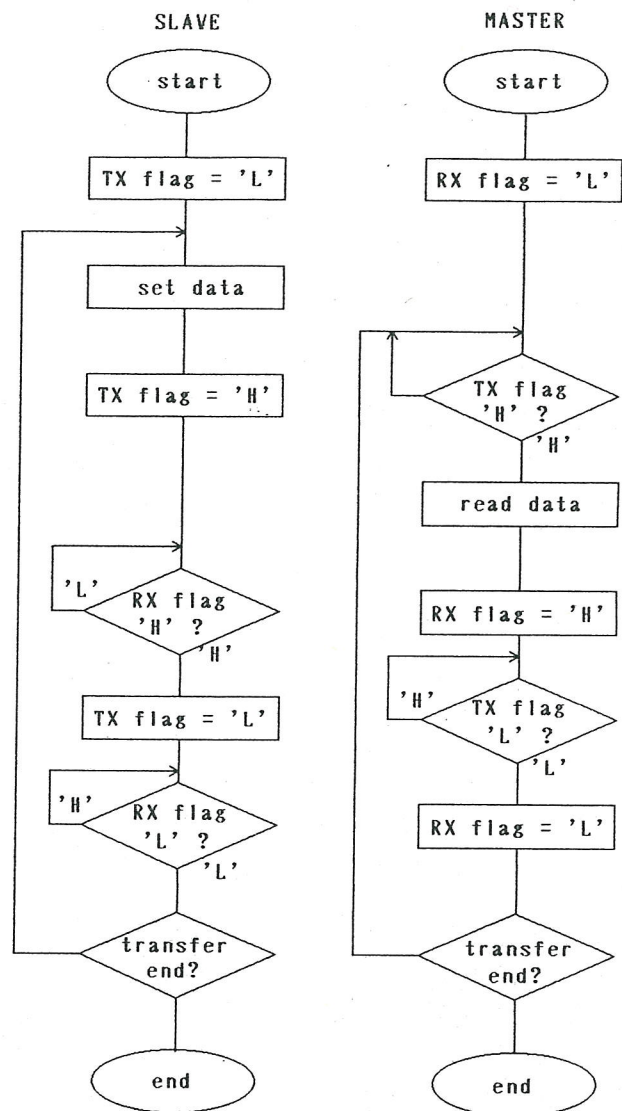 SLAVE
start
TX flag = 'L'
set data
TX flag = 'H'
'L'
RX flag
'H' ?
'H'
TX flag = 'L'
'H'
RX flag
'L' ?
'L'
transfer
end?
end
MASTER
start
RX flag = 'L'
TX flag
'H' ?
'H'
read data
RX flag = 'H'
'H'
TX flag
'L' ?
'L'
RX flag = 'L'
transfer
end?
end